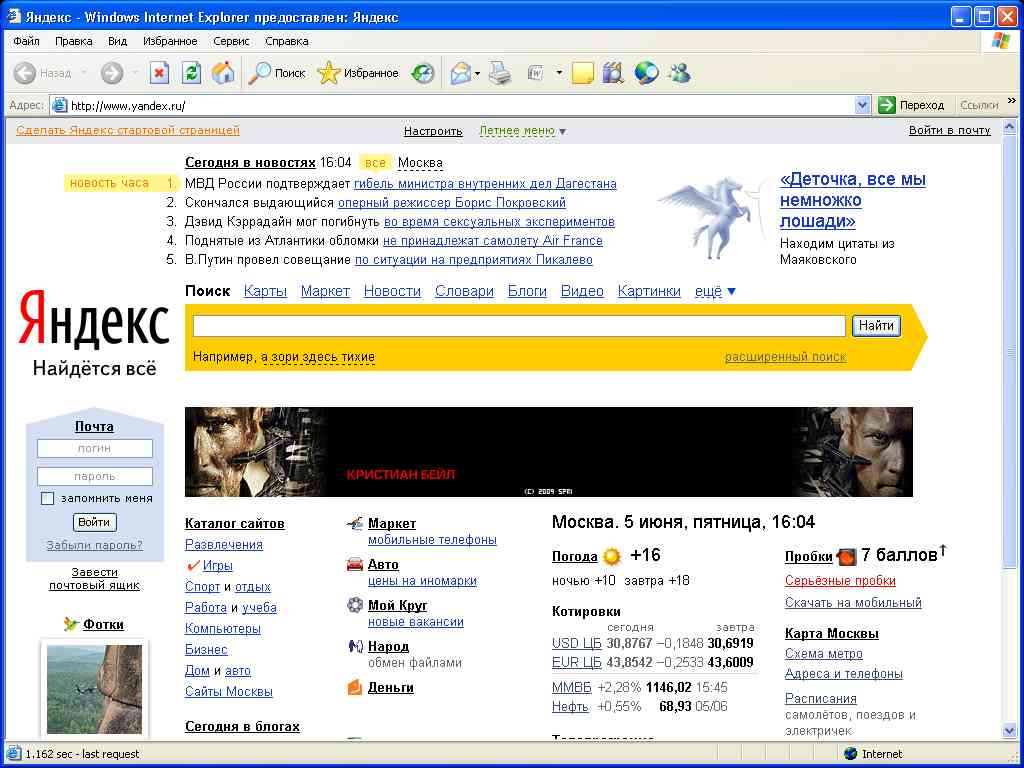 Яндекс - Windows Internet Explorer предоставлен: Яндекс
Файл Правка Вид Избранное Сервис Справка
Назад Поиск Избранное
Адрес: http://www.yandex.ru/ Переход Ссылки »
Сделать Яндекс стартовой страницей Настроить Летнее меню ▼ Войти в почту
Сегодня в новостях 16:04 все Москва
новость часа 1. МВД России подтверждает гибель министра внутренних дел Дагестана
2. Скончался выдающийся оперный режиссер Борис Покровский
3. Дэвид Кэррадайн мог погибнуть во время сексуальных экспериментов
4. Поднятые из Атлантики обломки не принадлежат самолету Air France
5. В.Путин провел совещание по ситуации на предприятиях Пикалево
«Деточка, все мы
немножко
лошади»
Находим цитаты из
Маяковского
Яндекс
Найдётся всё
Поиск Карты Маркет Новости Словари Блоги Видео Картинки ещё ▼
Найти
Например, а зори здесь тихие расширенный поиск
Почта
логин
пароль
запомнить меня
Войти
Забыли пароль?
Завести
почтовый ящик
Фотки
КРИСТИАН БЕЙЛ
(C) 2009 SPRI
Каталог сайтов
Развлечения
Игры
Спорт и отдых
Работа и учеба
Компьютеры
Бизнес
Дом и авто
Сайты Москвы
Сегодня в блогах
Маркет
мобильные телефоны
Авто
цены на иномарки
Мой Круг
новые вакансии
Народ
обмен файлами
Деньги
Москва. 5 июня, пятница, 16:04
Погода +16
ночью +10 завтра +18
Котировки
сегодня завтра
USD ЦБ 30,8767 −0,1848 30,6919
EUR ЦБ 43,8542 −0,2533 43,6009
ММВБ +2,28% 1146,02 15:45
Нефть +0,55% 68,93 05/06
Пробки 7 баллов↑
Серьёзные пробки
Скачать на мобильный
Карта Москвы
Схема метро
Адреса и телефоны
Расписания
самолётов, поездов и
электричек
1.162 sec - last request Internet